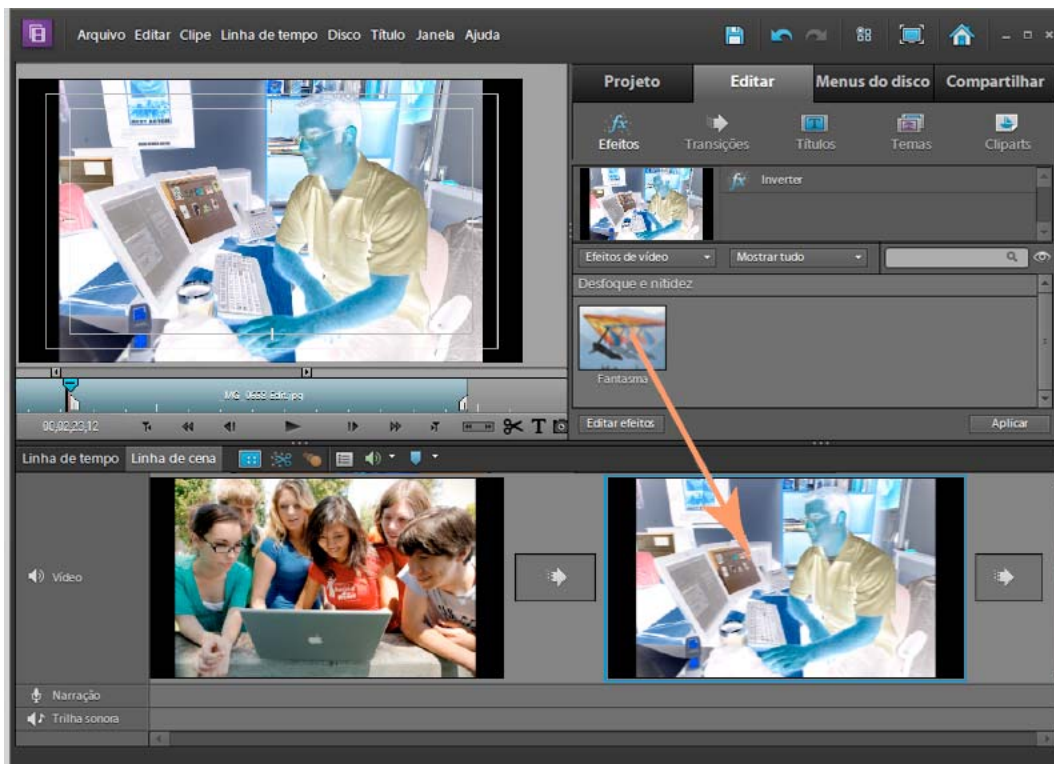 Arquivo Editar Clipe Linha de tempo Disco Título Janela Ajuda
Projeto Editar Menus do disco Compartilhar
Efeitos Transições Títulos Temas Cliparts
Inverter
Efeitos de vídeo Mostrar tudo
Desfoque e nitidez
Fantasma
Editar efeitos Aplicar
00;02;23;12
Linha de tempo Linha de cena
Vídeo
Narração
Trilha sonora